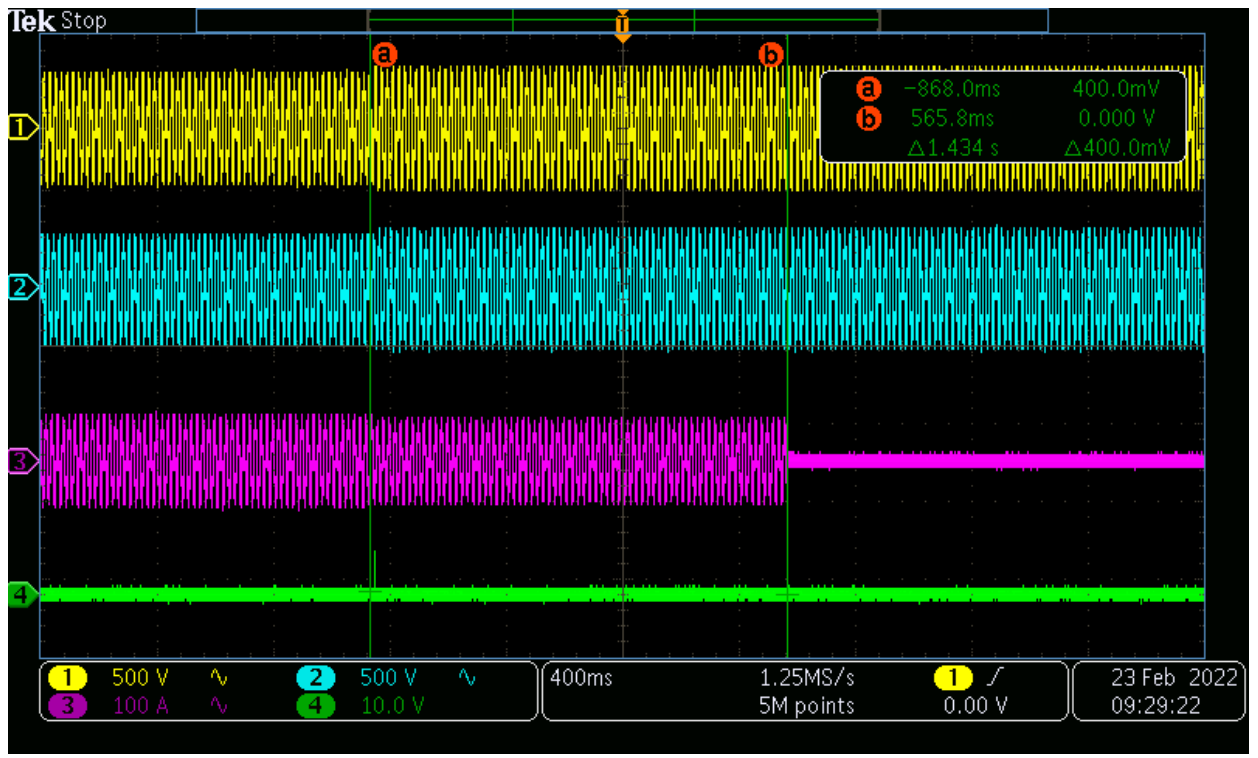 Tek Stop
T
a b
a -868.0ms 400.0mV
b 565.8ms 0.000 V
△1.434 s △400.0mV
1
2
3
4
1 500 V 2 500 V 400ms 1.25MS/s 1 0.00 V 23 Feb 2022
3 100 A 4 10.0 V 5M points 09:29:22